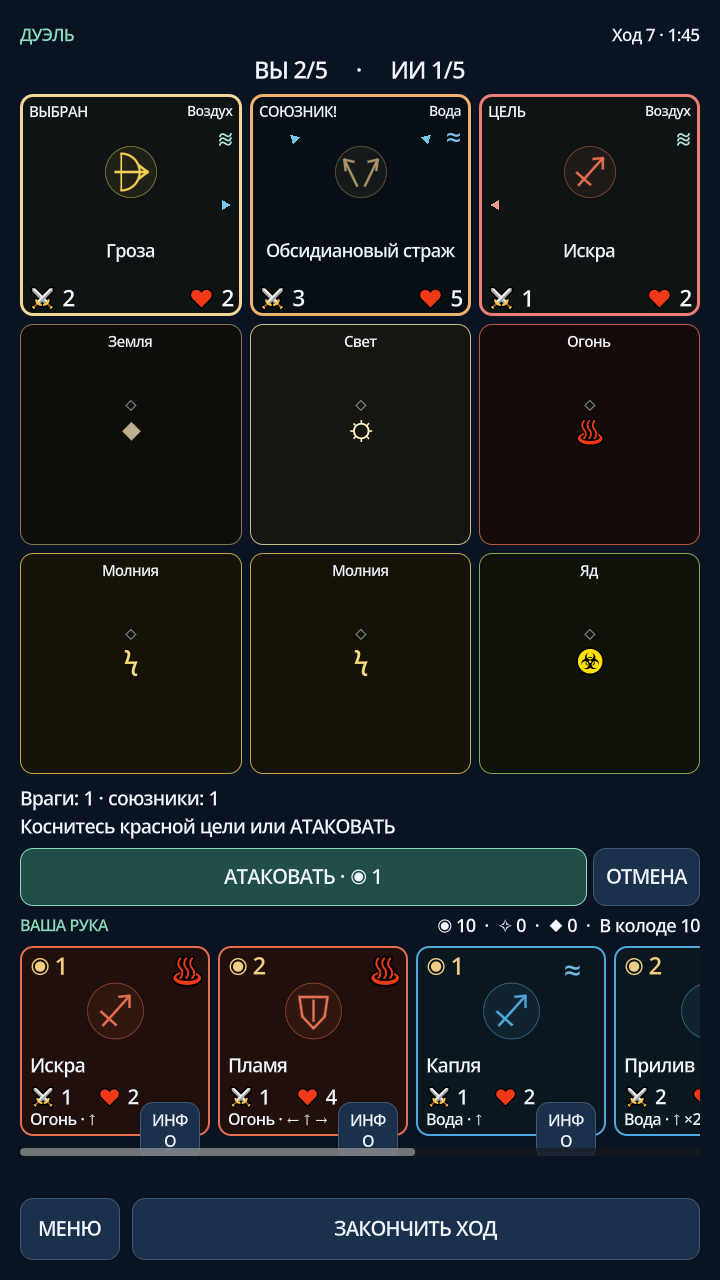 ДУЭЛЬ
Ход 7 · 1:45
ВЫ 2/5 · ИИ 1/5
ВЫБРАН Воздух
Гроза
2 2
СОЮЗНИК! Вода
Обсидиановый страж
3 5
ЦЕЛЬ Воздух
Искра
1 2
Земля
Свет
Огонь
Молния
Молния
Яд
Враги: 1 · союзники: 1
Коснитесь красной цели или АТАКОВАТЬ
АТАКОВАТЬ · ◉ 1
ОТМЕНА
ВАША РУКА
◉ 10 · ✧ 0 · ◆ 0 · В колоде 10
◉ 1
Искра
1 2
Огонь · ↑
ИНФ
О
◉ 2
Пламя
1 4
Огонь · ← ↑ →
ИНФ
О
◉ 1
Капля
1 2
Вода · ↑
ИНФ
О
◉ 2
Прилив
2
Вода · ↑ ×2
МЕНЮ
ЗАКОНЧИТЬ ХОД